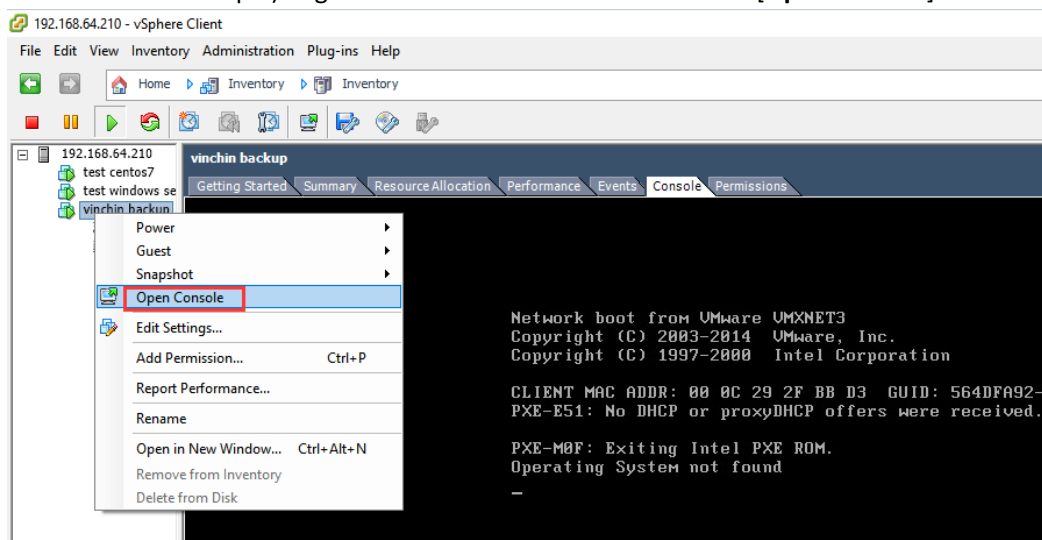 192.168.64.210 - vSphere Client
File Edit View Inventory Administration Plug-ins Help
Home Inventory Inventory
192.168.64.210
test centos7
test windows se
vinchin backup
vinchin backup
Getting Started Summary Resource Allocation Performance Events Console Permissions
Power
Guest
Snapshot
Open Console
Edit Settings...
Add Permission... Ctrl+P
Report Performance...
Rename
Open in New Window... Ctrl+Alt+N
Remove from Inventory
Delete from Disk
Network boot from VMware VMXNET3
Copyright (C) 2003-2014 VMware, Inc.
Copyright (C) 1997-2000 Intel Corporation
CLIENT MAC ADDR: 00 0C 29 2F BB D3 GUID: 564DFA92-
PXE-E51: No DHCP or proxyDHCP offers were received.
PXE-M0F: Exiting Intel PXE ROM.
Operating System not found